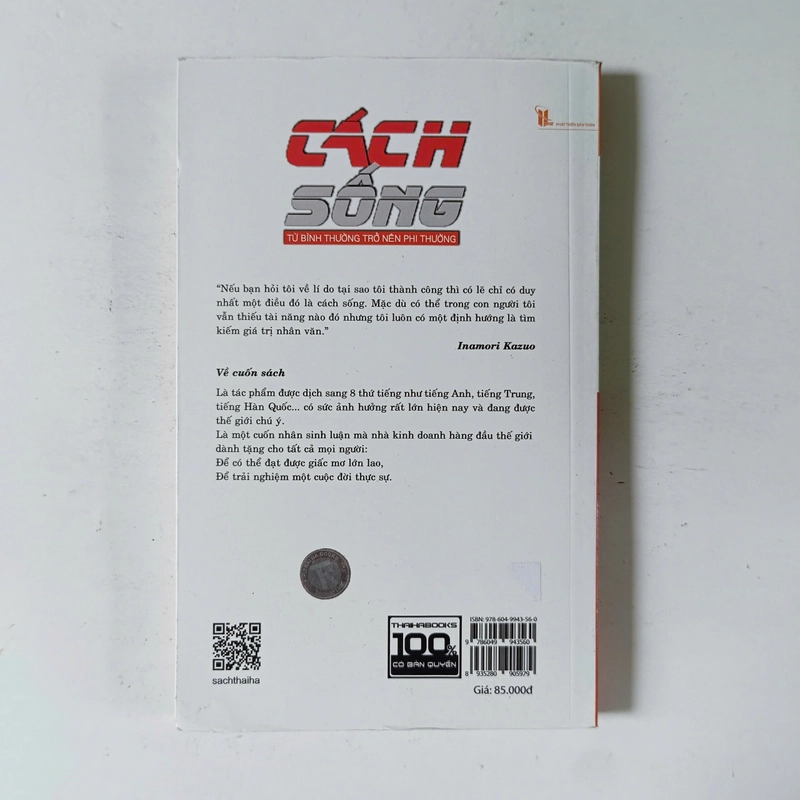 CÁCH
SỐNG
TỪ BÌNH THƯỜNG TRỞ NÊN PHI THƯỜNG
“Nếu bạn hỏi tôi về lí do tại sao tôi thành công thì có lẽ chỉ có duy
nhất một điều đó là cách sống. Mặc dù có thể trong con người tôi
vẫn thiếu tài năng nào đó nhưng tôi luôn có một định hướng là tìm
kiếm giá trị nhân văn.”
Inamori Kazuo
Về cuốn sách
Là tác phẩm được dịch sang 8 thứ tiếng như tiếng Anh, tiếng Trung,
tiếng Hàn Quốc... có sức ảnh hưởng rất lớn hiện nay và đang được
thế giới chú ý.
Là một cuốn nhân sinh luận mà nhà kinh doanh hàng đầu thế giới
dành tặng cho tất cả mọi người:
Để có thể đạt được giấc mơ lớn lao,
Để trải nghiệm một cuộc đời thực sự.
sachthaiha
THAIHABOOKS
100%
CÓ BẢN QUYỀN
ISBN: 978-604-9943-56-0
9 786049 943560
8 935280 905979
Giá: 85.000đ